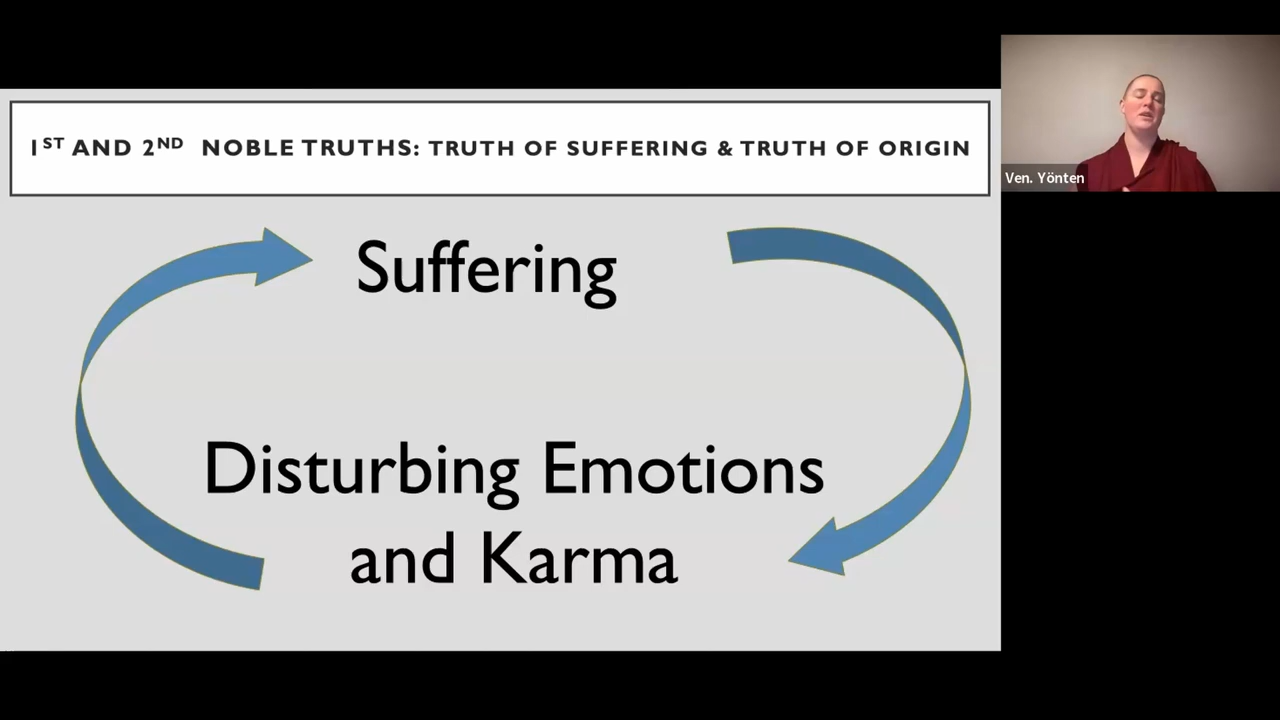 1ST AND 2ND NOBLE TRUTHS: TRUTH OF SUFFERING & TRUTH OF ORIGIN
Ven. Yönten
Suffering
Disturbing Emotions
and Karma